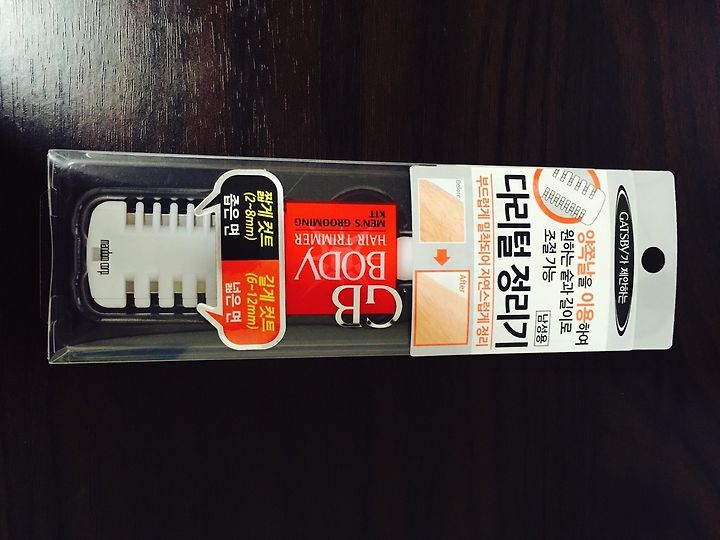 GATSBY가 제안하는
양쪽날을 이용하여
원하는 숱과 길이로
조절 가능
다리털 정리기
남성용
부드럽게 밀착되어 자연스럽게 정리
Before
After
GB
BODY
HAIR TRIMMER
MEN'S GROOMING
KIT
짧게 컷트
(2~8mm)
좁은면
길게 컷트
(6~12mm)
넓은면
mandom corp.